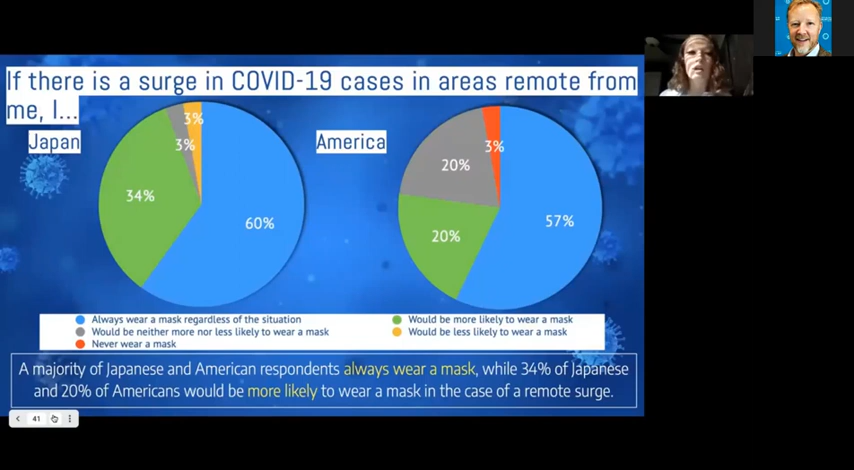 If there is a surge in COVID-19 cases in areas remote from
me, I...
Japan
3%
3%
34%
60%
America
3%
20%
20%
57%
Always wear a mask regardless of the situation
Would be more likely to wear a mask
Would be neither more nor less likely to wear a mask
Would be less likely to wear a mask
Never wear a mask
A majority of Japanese and American respondents always wear a mask, while 34% of Japanese
and 20% of Americans would be more likely to wear a mask in the case of a remote surge.
41